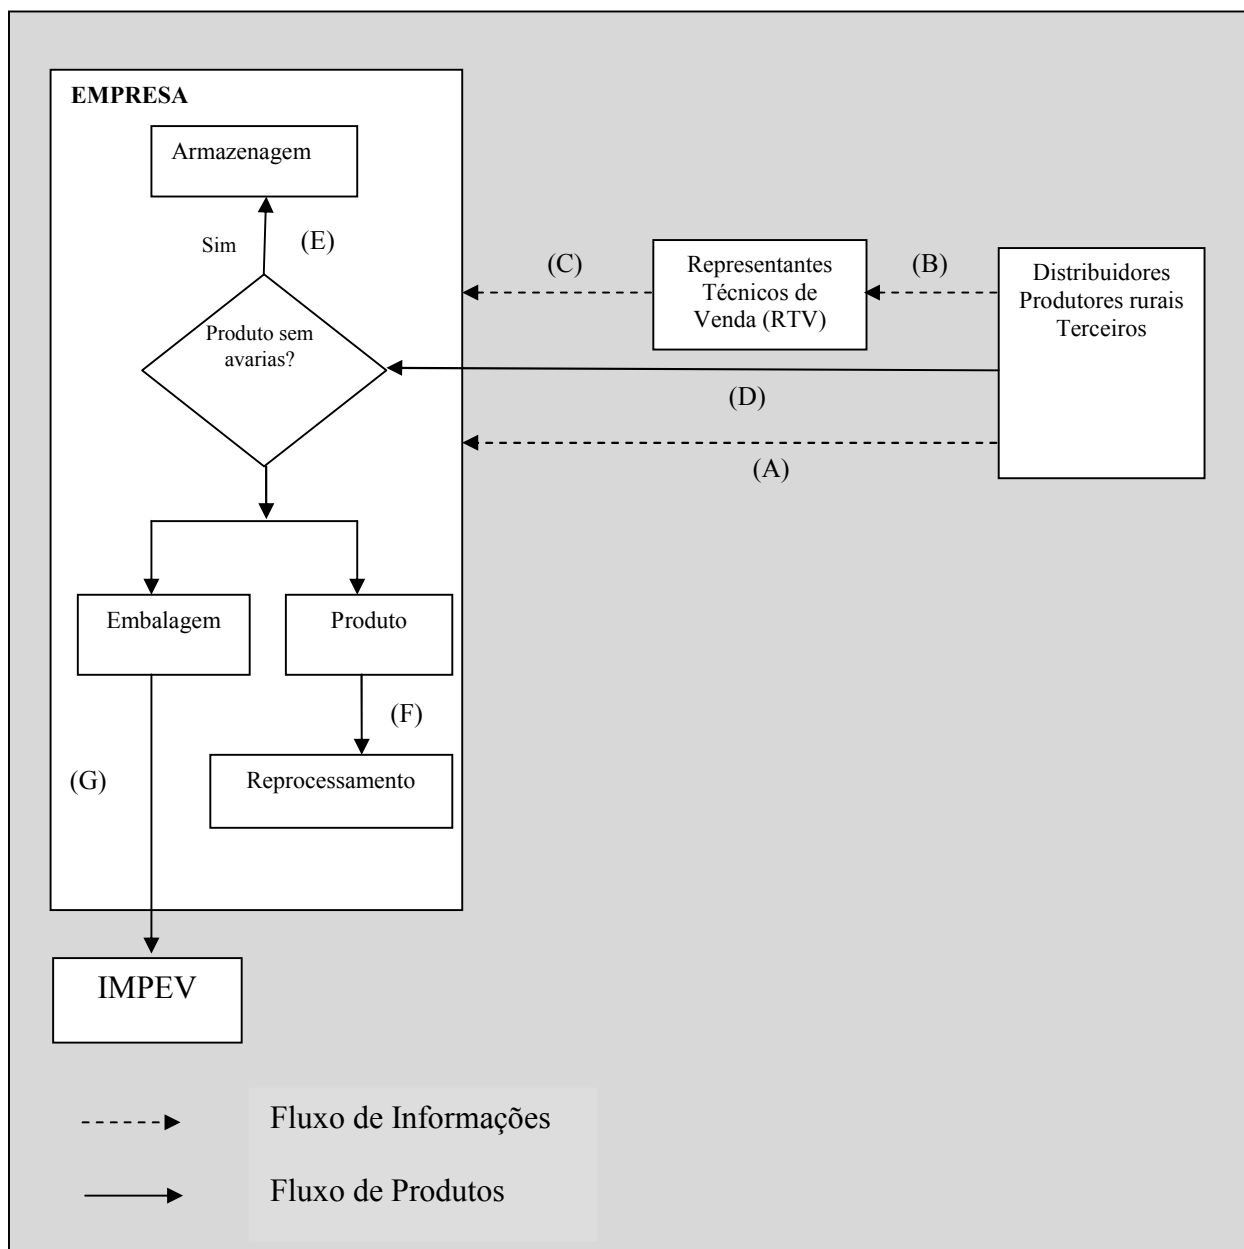 EMPRESA
Armazenagem
Sim
(E)
Produto sem
avarias?
(C)
Representantes
Técnicos de
Venda (RTV)
(B)
Distribuidores
Produtores rurais
Terceiros
(D)
(A)
Embalagem
Produto
(F)
(G)
Reprocessamento
IMPEV
Fluxo de Informações
Fluxo de Produtos